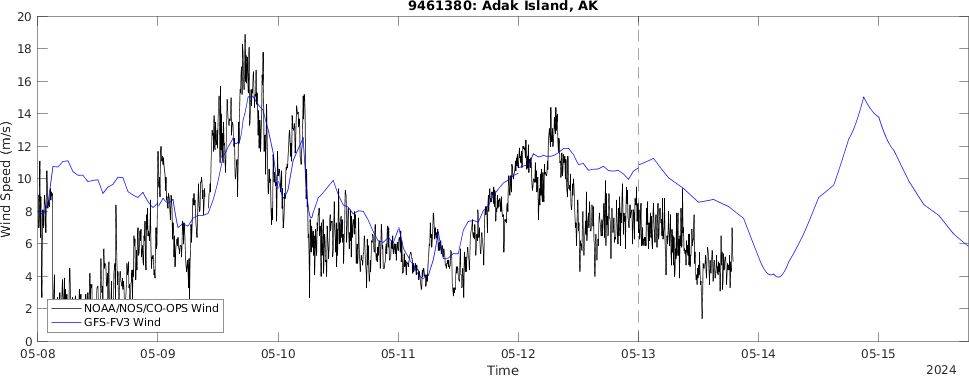 9461380: Adak Island, AK
Wind Speed (m/s)
20
18
16
14
12
10
8
6
4
2
0
NOAA/NOS/CO-OPS Wind
GFS-FV3 Wind
05-08 05-09 05-10 05-11 05-12 05-13 05-14 05-15
Time
2024